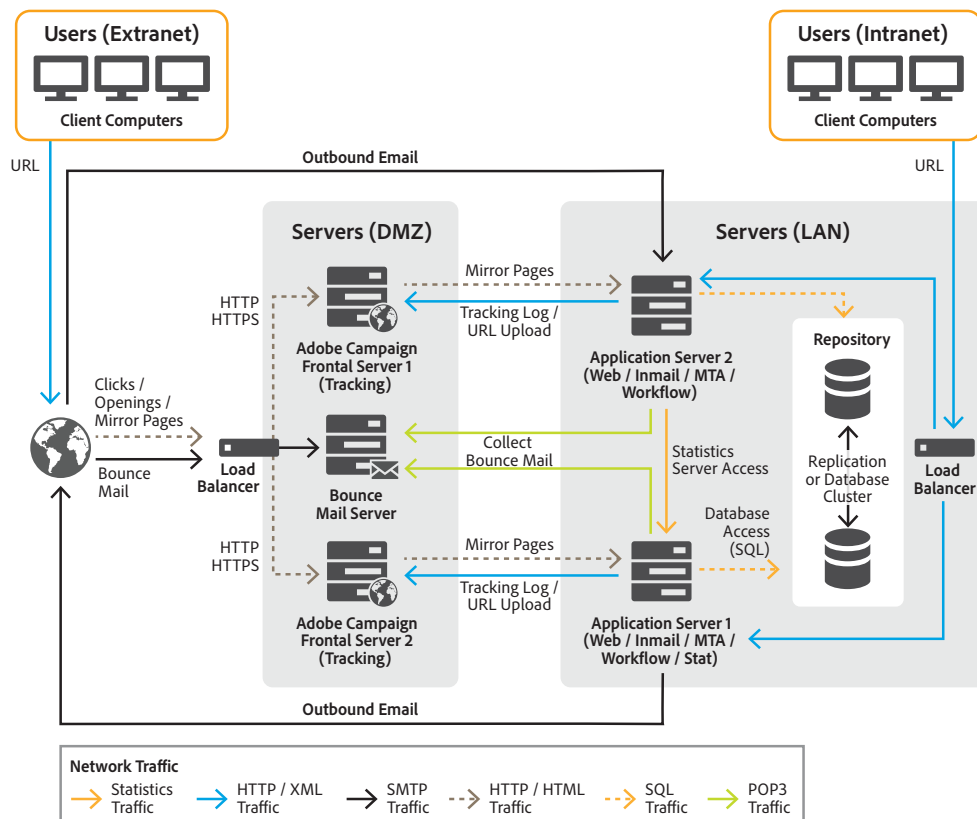 Users (Extranet)
Client Computers
Users (Intranet)
Client Computers
URL
URL
Outbound Email
Servers (DMZ)
Servers (LAN)
HTTP
HTTPS
Mirror Pages
Tracking Log /
URL Upload
Adobe Campaign
Frontal Server 1
(Tracking)
Application Server 2
(Web / Inmail / MTA /
Workflow)
Repository
Clicks /
Openings /
Mirror Pages
Bounce
Mail
Load
Balancer
Bounce
Mail Server
Collect
Bounce Mail
Statistics
Server Access
Replication
or Database
Cluster
Load
Balancer
Database
Access
(SQL)
HTTP
HTTPS
Mirror Pages
Tracking Log /
URL Upload
Adobe Campaign
Frontal Server 2
(Tracking)
Application Server 1
(Web / Inmail / MTA /
Workflow / Stat)
Outbound Email
Network Traffic
Statistics
Traffic
HTTP / XML
Traffic
SMTP
Traffic
HTTP / HTML
Traffic
SQL
Traffic
POP3
Traffic